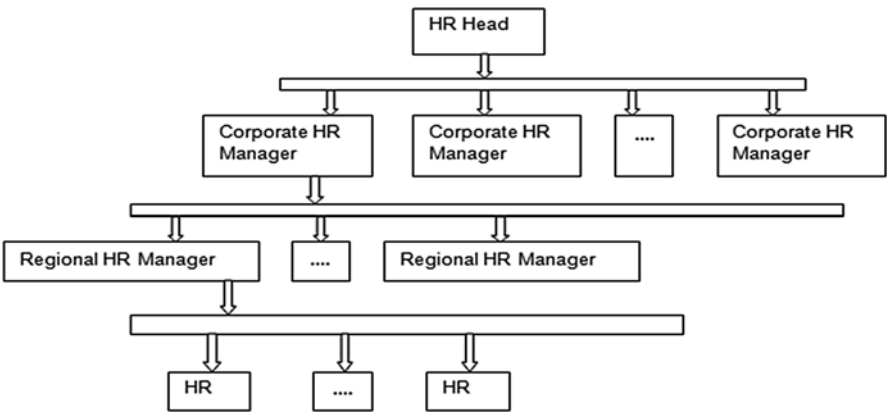 HR Head
Corporate HR
Manager
Corporate HR
Manager
....
Corporate HR
Manager
Regional HR Manager
....
Regional HR Manager
HR
....
HR